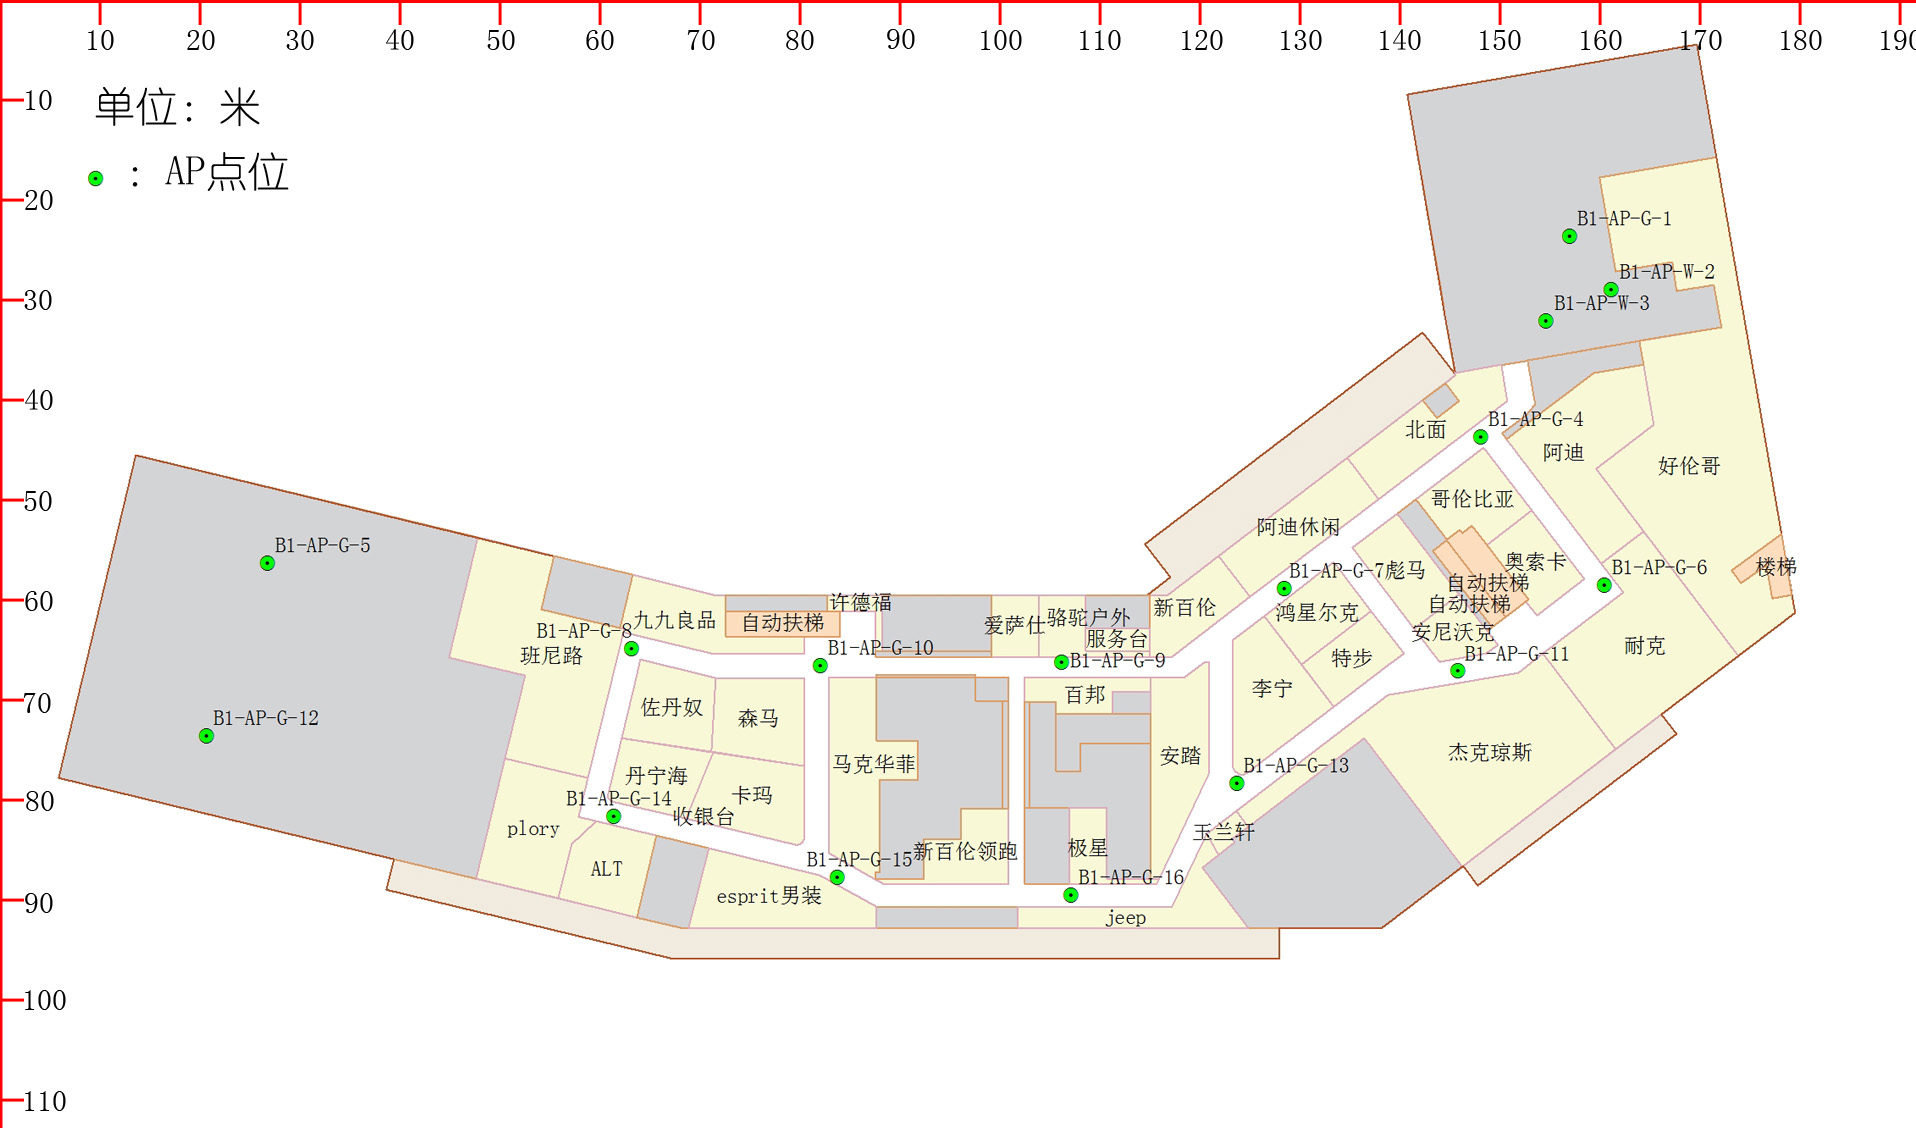 10 20 30 40 50 60 70 80 90 100 110 120 130 140 150 160 170 180 190
10
20
30
40
50
60
70
80
90
100
110
单位：米
：AP点位
B1-AP-G-1
B1-AP-W-2
B1-AP-W-3
B1-AP-G-4
北面
阿迪
好伦哥
哥伦比亚
阿迪休闲
B1-AP-G-5
奥索卡
楼梯
B1-AP-G-6
B1-AP-G-7
彪马
自动扶梯
自动扶梯
许德福
新百伦
鸿星尔克
九九良品
自动扶梯
爱萨仕
骆驼户外
服务台
B1-AP-G-8
安尼沃克
班尼路
B1-AP-G-10
B1-AP-G-9
特步
B1-AP-G-11
耐克
百邦
李宁
佐丹奴
森马
B1-AP-G-12
马克华菲
安踏
杰克琼斯
B1-AP-G-13
丹宁海
卡玛
B1-AP-G-14
收银台
plory
玉兰轩
B1-AP-G-15
新百伦领跑
极星
ALT
B1-AP-G-16
esprit男装
jeep